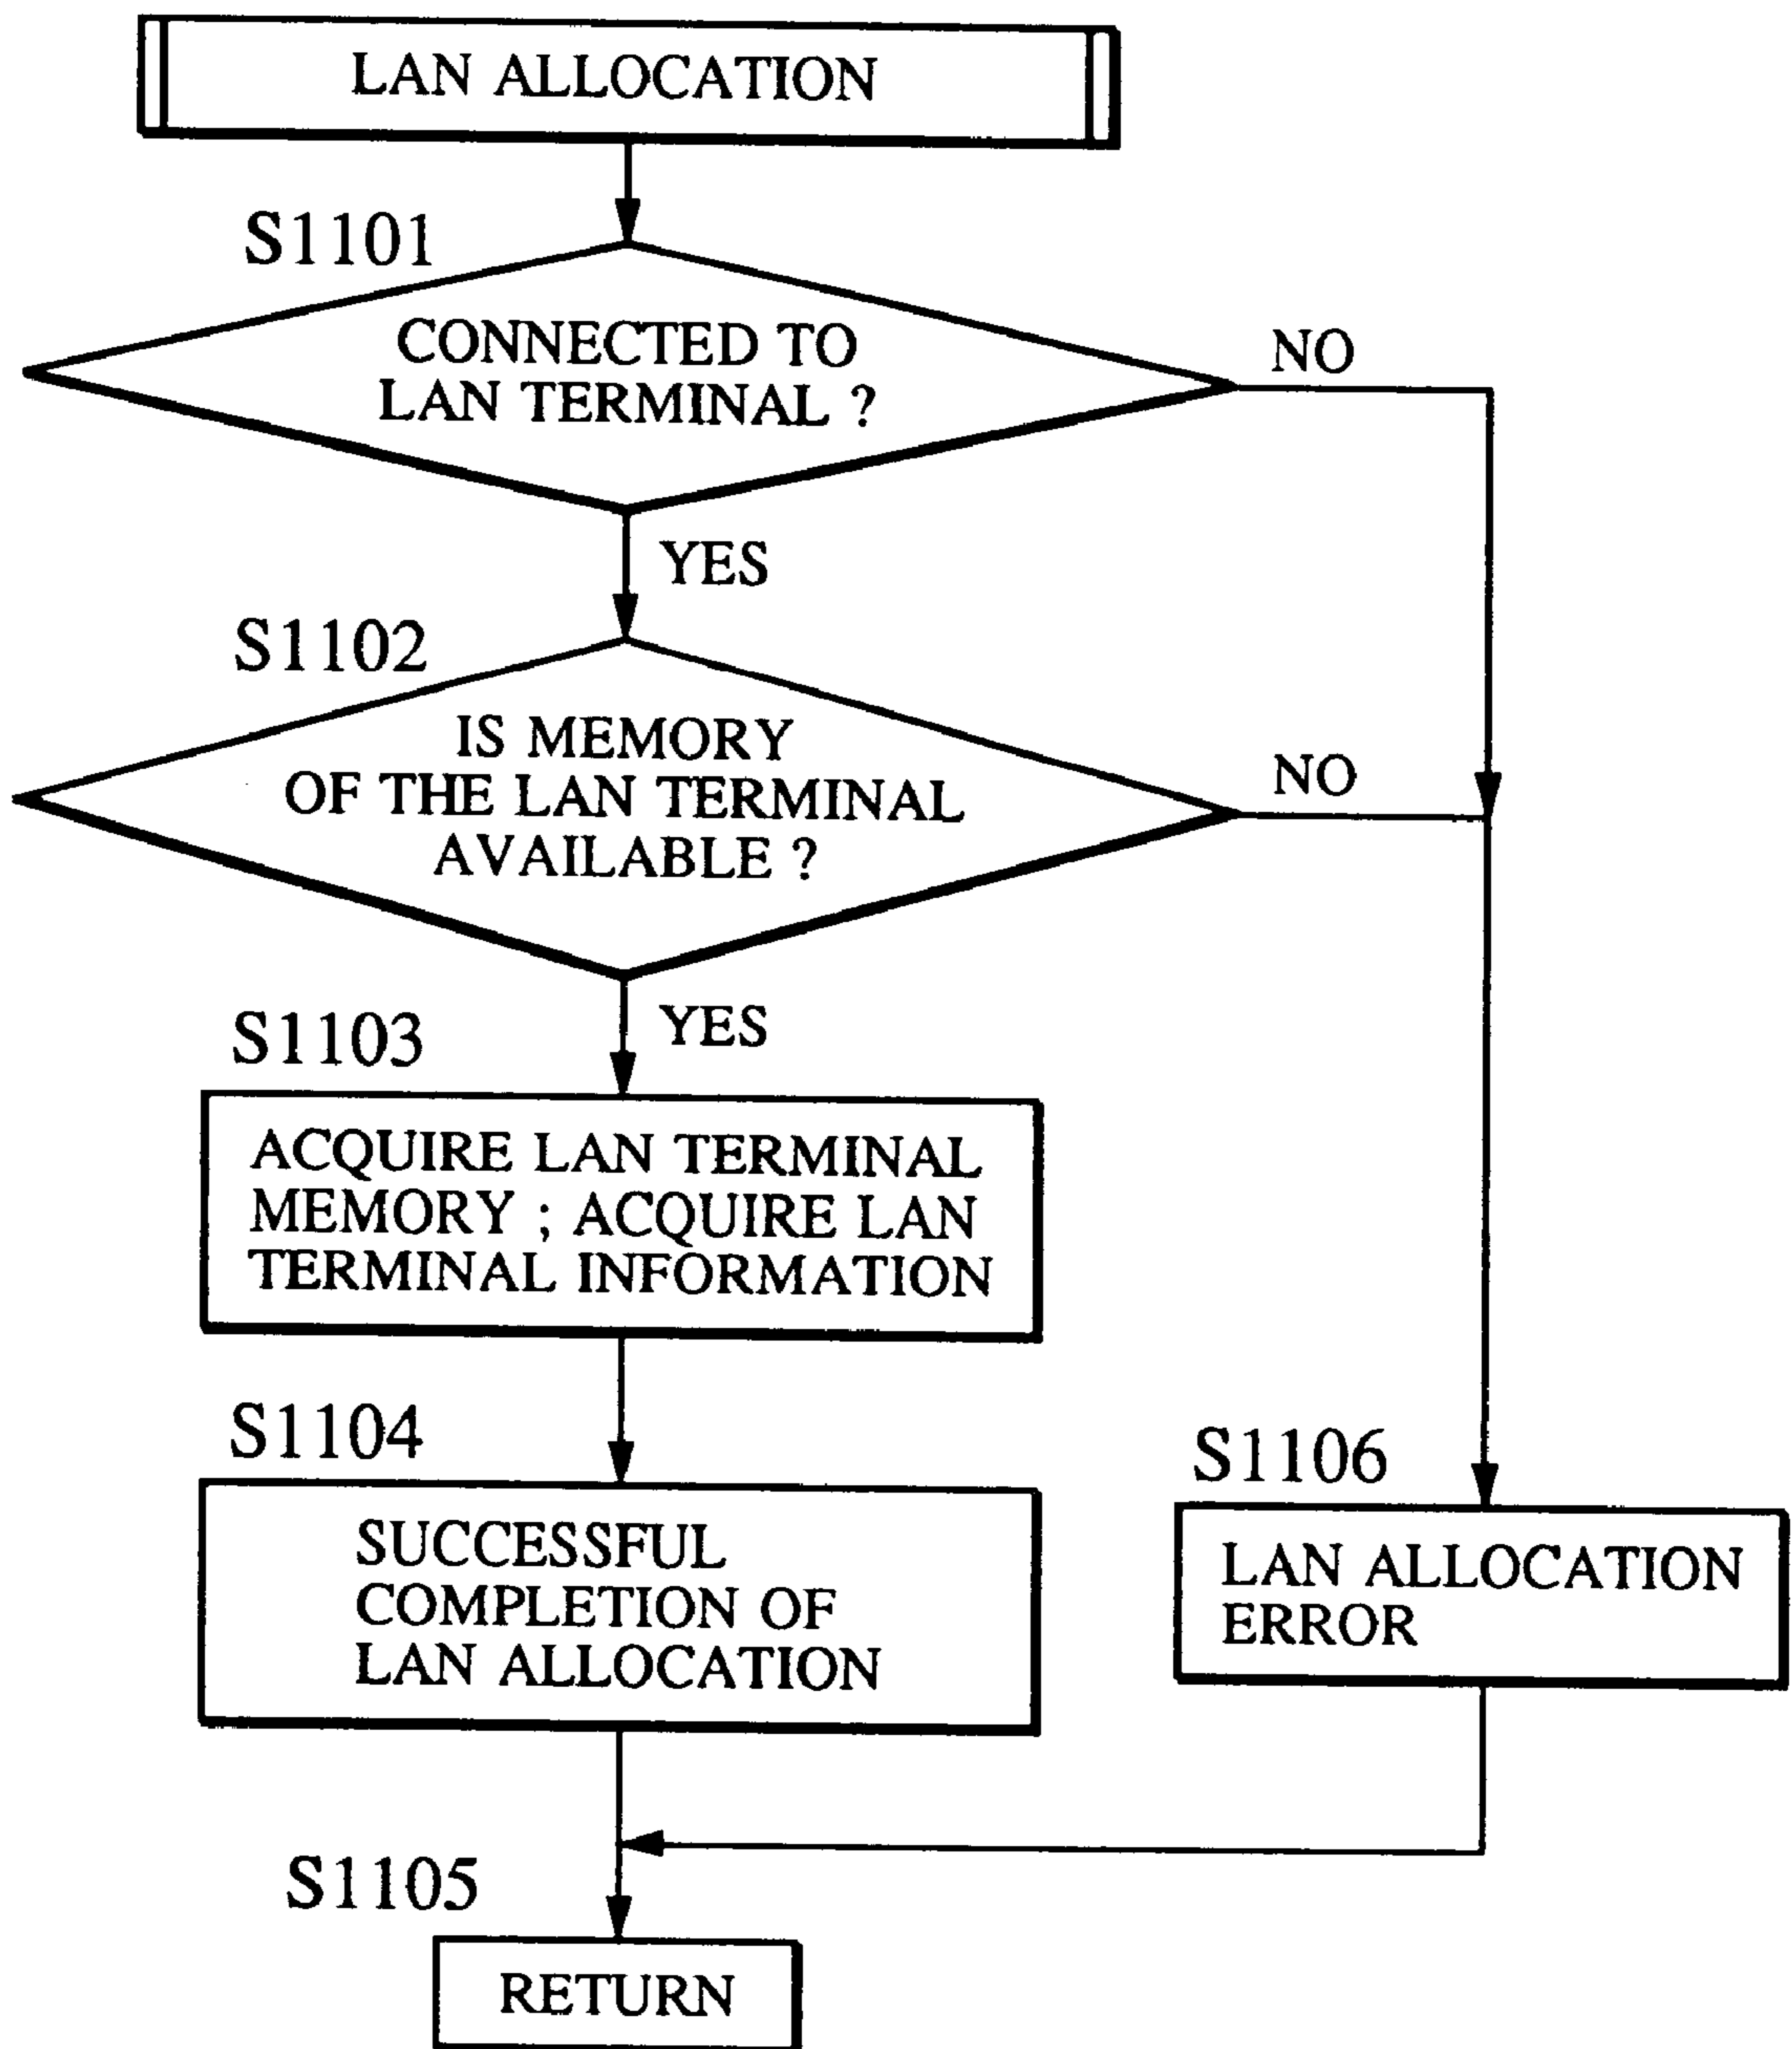 LAN ALLOCATION
S1101
CONNECTED TO
LAN TERMINAL ?
NO
YES
S1102
IS MEMORY
OF THE LAN TERMINAL
AVAILABLE ?
NO
YES
S1103
ACQUIRE LAN TERMINAL
MEMORY ; ACQUIRE LAN
TERMINAL INFORMATION
S1104
SUCCESSFUL
COMPLETION OF
LAN ALLOCATION
S1106
LAN ALLOCATION
ERROR
S1105
RETURN